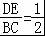 DE/BC = 1/2